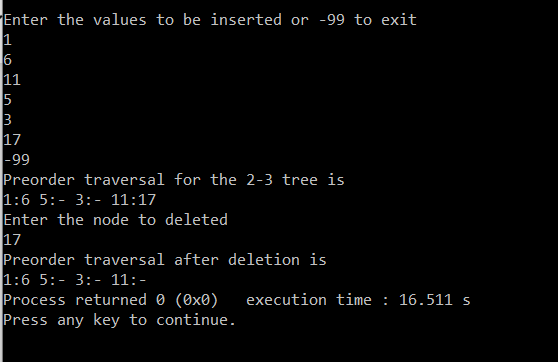 Enter the values to be inserted or -99 to exit
1
6
11
5
3
17
-99
Preorder traversal for the 2-3 tree is
1:6 5:- 3:- 11:17
Enter the node to deleted
17
Preorder traversal after deletion is
1:6 5:- 3:- 11:-
Process returned 0 (0x0)   execution time : 16.511 s
Press any key to continue.